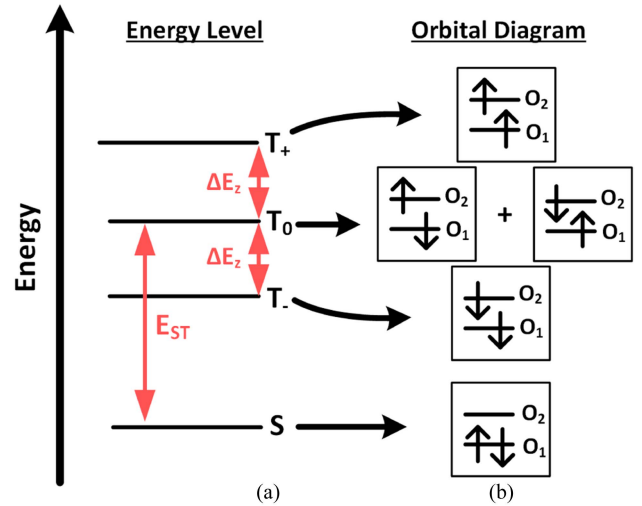 Energy Level
Orbital Diagram
Energy
T+
O2
O1
ΔEz
T0
O2
O1
+
O2
O1
ΔEz
T-
O2
O1
EST
S
O2
O1
(a)
(b)